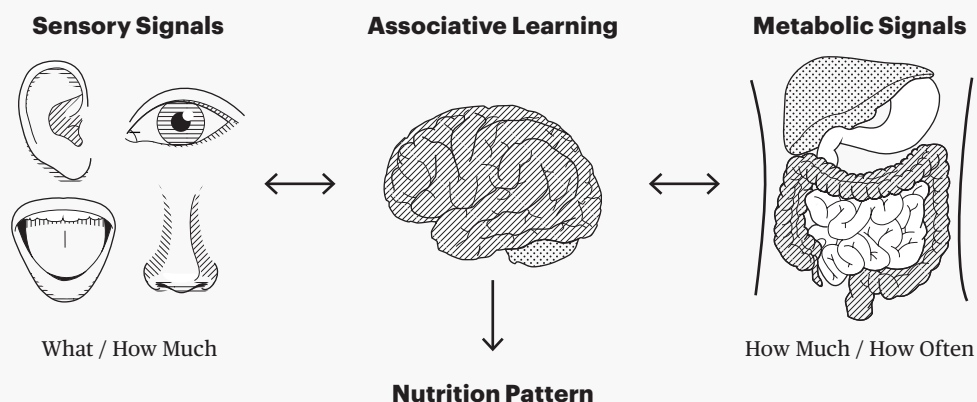 Sensory Signals
Associative Learning
Metabolic Signals
What / How Much
How Much / How Often
Nutrition Pattern